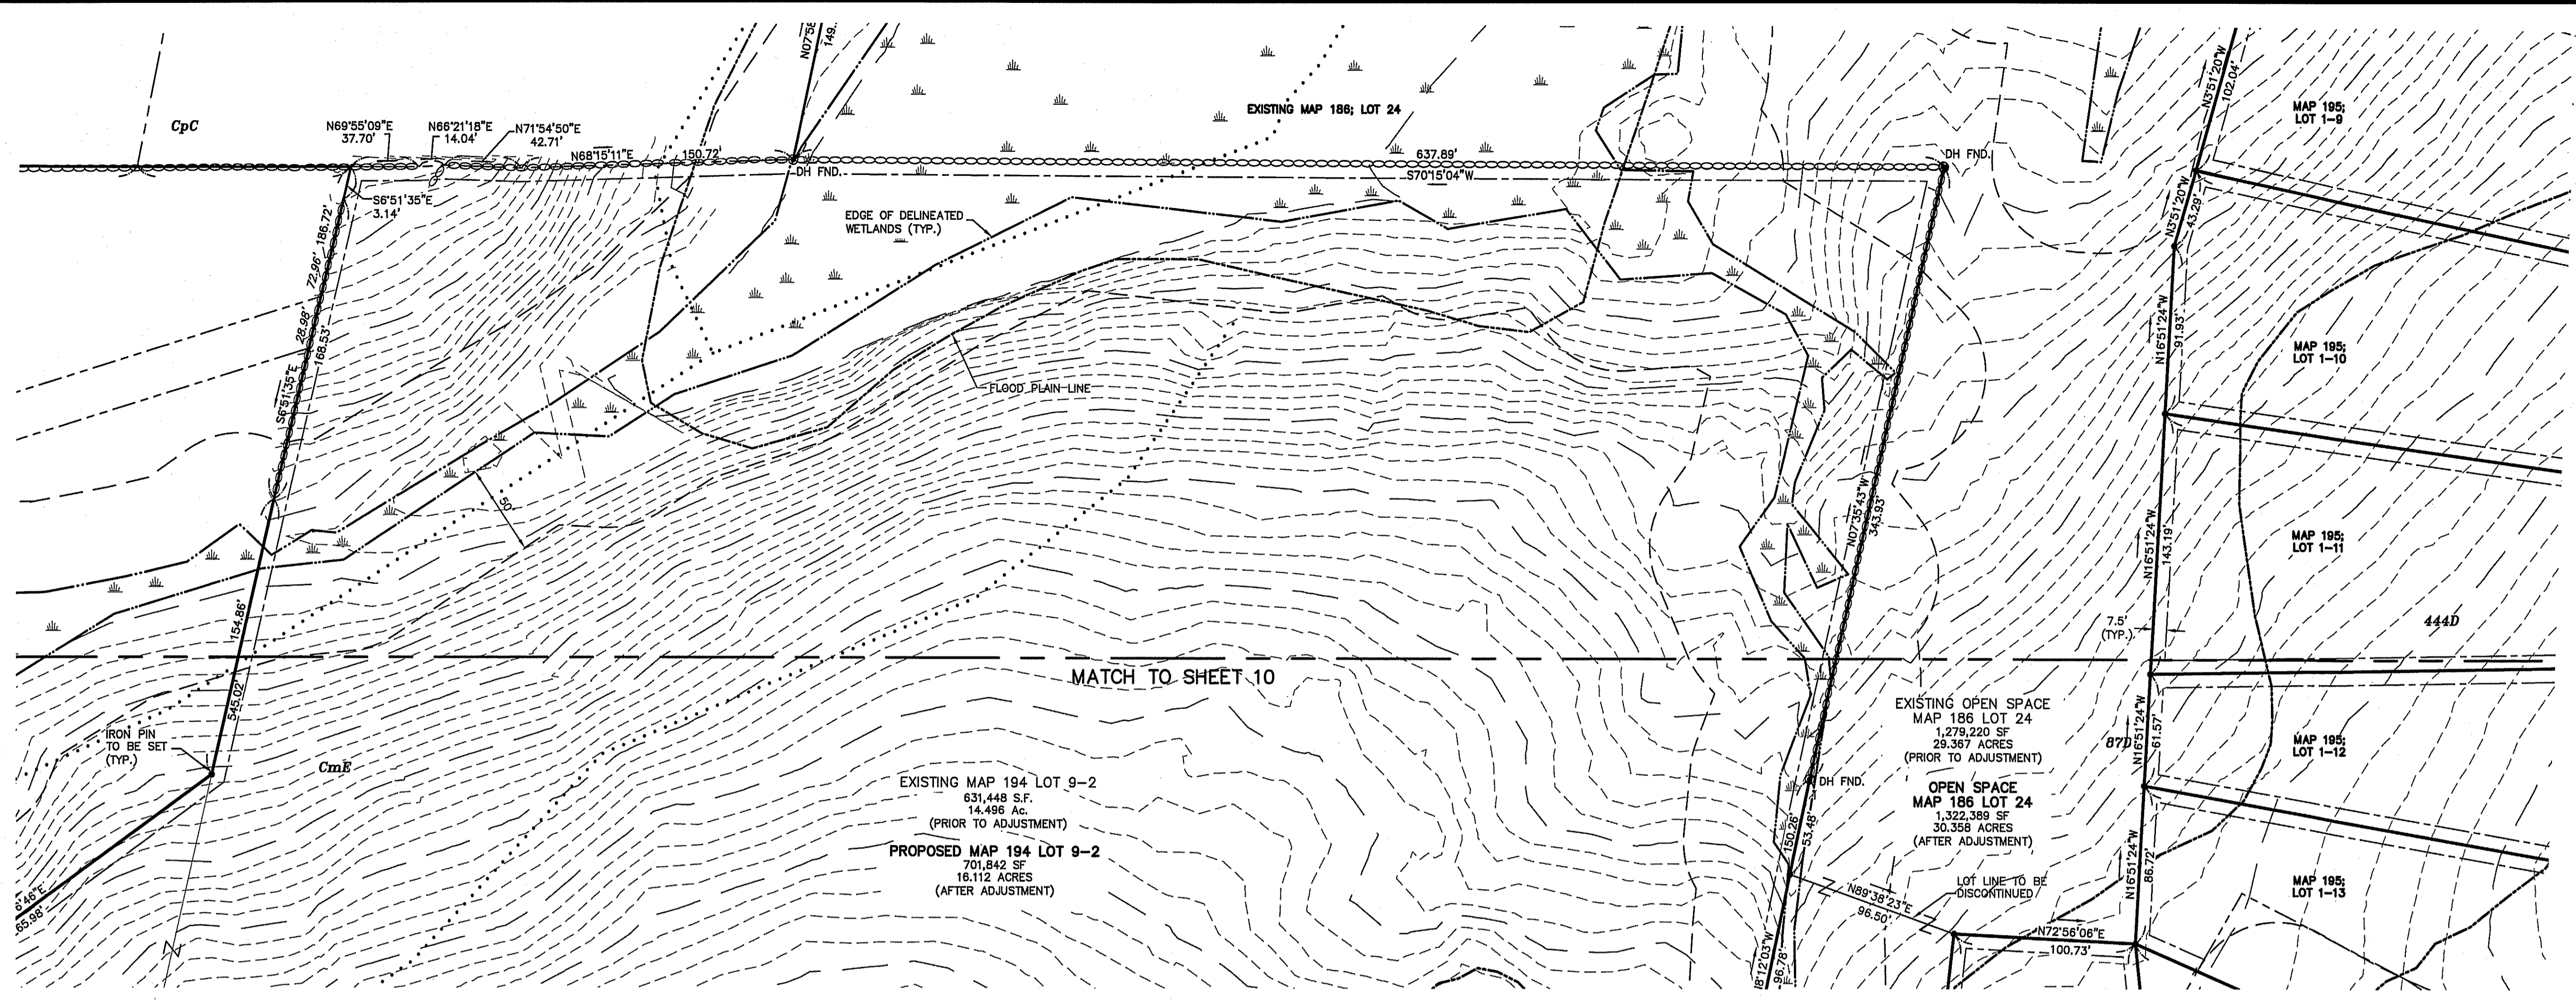 CpC
N69°55'09"E
37.70'
N66°21'18"E
14.04'
N71°54'50"E
42.71'
N68°15'11"E
150.72'
149.
DH FND.
EXISTING MAP 186; LOT 24
637.89'
S70°15'04"W
DH FND.
N3°51'20"W
102.04'
MAP 195;
LOT 1-9
S6°51'35"E
3.14'
186.72'
72.96'
28.98'
168.53'
S6°51'35"E
EDGE OF DELINEATED
WETLANDS (TYP.)
N3°51'20"W
43.29'
N16°51'24"W
91.93'
MAP 195;
LOT 1-10
FLOOD PLAIN LINE
50'
N07°35'43"W
343.93'
N16°51'24"W
143.19'
MAP 195;
LOT 1-11
154.86'
545.02'
7.5'
(TYP.)
444D
MATCH TO SHEET 10
IRON PIN
TO BE SET
(TYP.)
CmE
EXISTING MAP 194 LOT 9-2
631,448 S.F.
14.496 Ac.
(PRIOR TO ADJUSTMENT)
PROPOSED MAP 194 LOT 9-2
701,842 SF
16.112 ACRES
(AFTER ADJUSTMENT)
EXISTING OPEN SPACE
MAP 186 LOT 24
1,279,220 SF
29.367 ACRES
(PRIOR TO ADJUSTMENT)
OPEN SPACE
MAP 186 LOT 24
1,322,389 SF
30.358 ACRES
(AFTER ADJUSTMENT)
87D
N16°51'24"W
61.57'
MAP 195;
LOT 1-12
DH FND.
150.26'
53.48'
N16°51'24"W
86.72'
MAP 195;
LOT 1-13
N89°38'23"E
96.50'
LOT LINE TO BE
DISCONTINUED
N72°56'06"E
100.73'
8°12'03"W
96.78'
6'46"E
65.98'